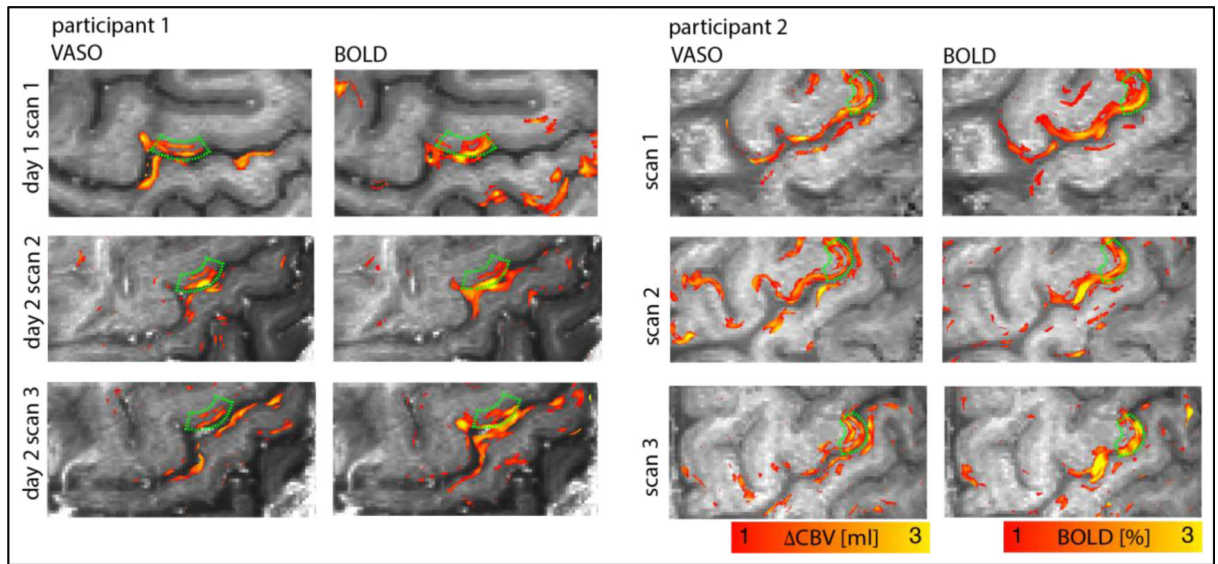 participant 1
VASO
BOLD
day 1 scan 1
day 2 scan 2
day 2 scan 3
participant 2
VASO
BOLD
scan 1
scan 2
scan 3
1 ΔCBV [ml] 3
1 BOLD [%] 3